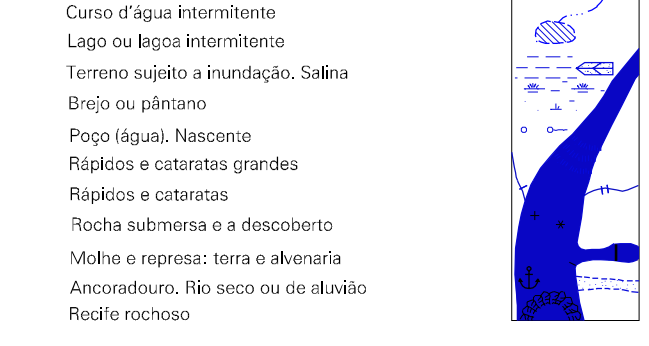 Curso d'água intermitente
Lago ou lagoa intermitente
Terreno sujeito a inundação. Salina
Brejo ou pântano
Poço (água). Nascente
Rápidos e cataratas grandes
Rápidos e cataratas
Rocha submersa e a descoberto
Molhe e represa: terra e alvenaria
Ancoradouro. Rio seco ou de aluvião
Recife rochoso